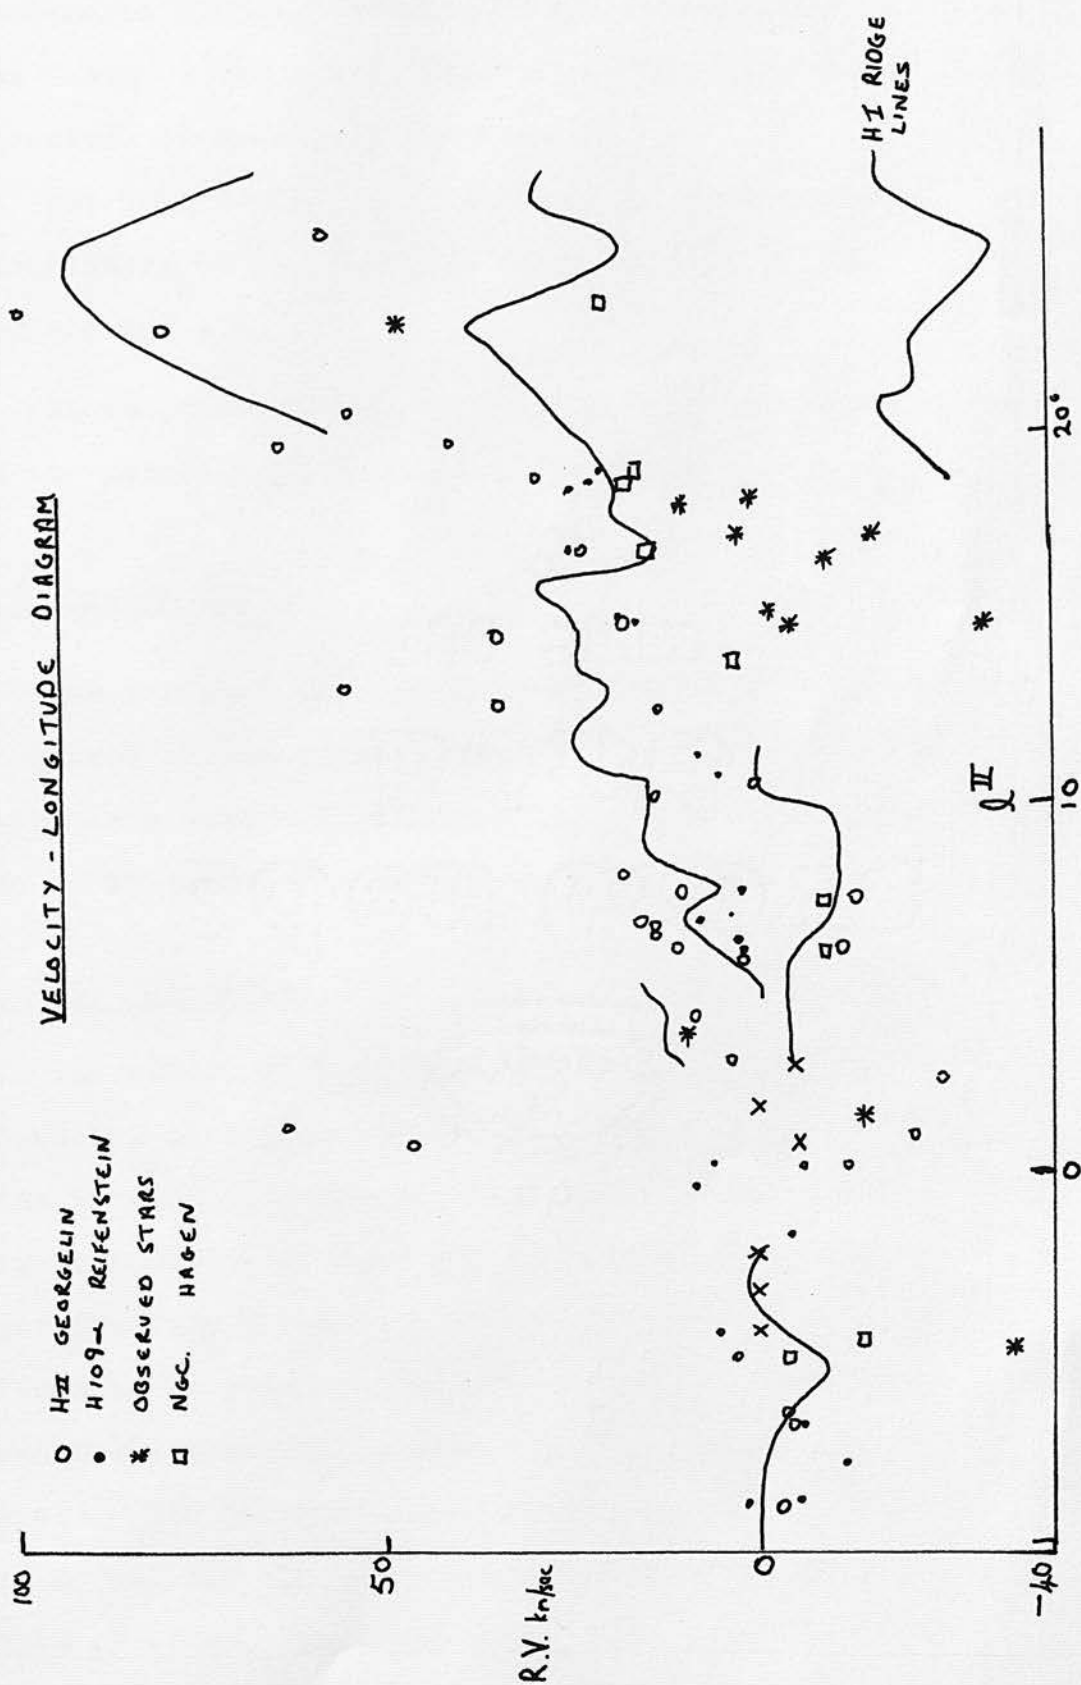 VELOCITY - LONGITUDE DIAGRAM
O HII GEORGELIN
• H109α REIFENSTEIN
* OBSERVED STARS
□ NGC. HAGEN
100
50
R.V. km/sec
0
-40
0
10
20°
l^II
HI RIDGE
LINES